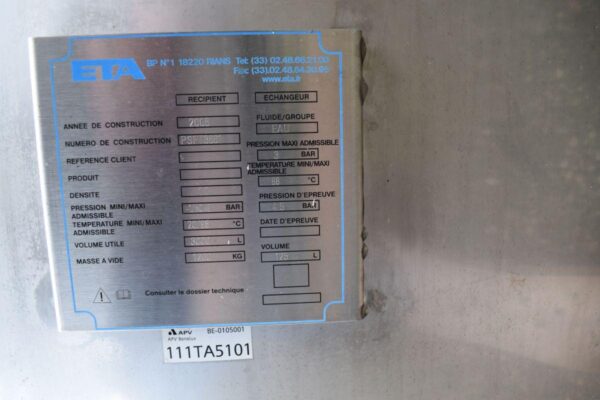 ETA BP N°1 18220 RIANS Tel: (33) 02.48.66.21.00
Fax: (33).02.48.64.30.95
www.eta.fr
RECIPIENT ECHANGEUR
ANNÉE DE CONSTRUCTION
FLUIDE/GROUPE
EAU
NUMERO DE CONSTRUCTION
PRESSION MAXI ADMISSIBLE
BAR
REFERENCE CLIENT
TEMPERATURE MINI/MAXI
ADMISSIBLE
°C
PRODUIT
DENSITE
PRESSION D'EPREUVE
BAR
PRESSION MINI/MAXI
ADMISSIBLE BAR
TEMPERATURE MINI/MAXI
ADMISSIBLE °C
DATE D'EPREUVE
VOLUME UTILE L
VOLUME
L
MASSE A VIDE KG
Consulter le dossier technique
APV BE-0105001
APV Benelux
111TA5101